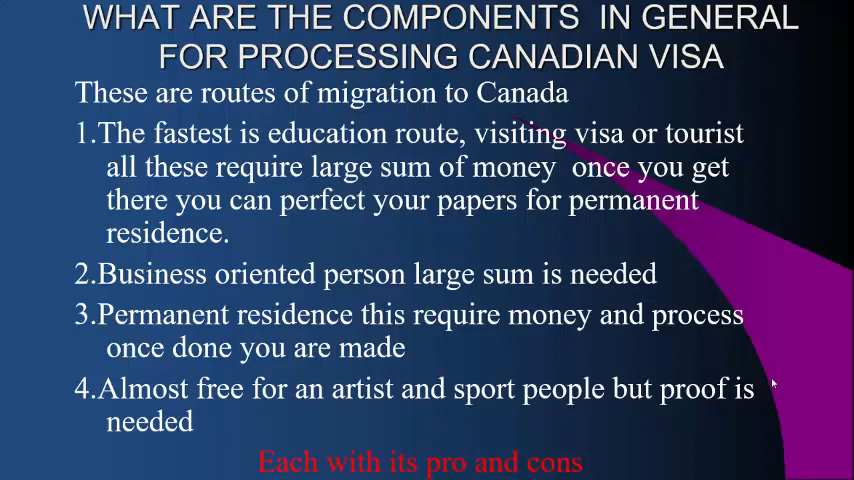 WHAT ARE THE COMPONENTS IN GENERAL
FOR PROCESSING CANADIAN VISA
These are routes of migration to Canada
1.The fastest is education route, visiting visa or tourist
all these require large sum of money once you get
there you can perfect your papers for permanent
residence.
2.Business oriented person large sum is needed
3.Permanent residence this require money and process
once done you are made
4.Almost free for an artist and sport people but proof is
needed
Each with its pro and cons